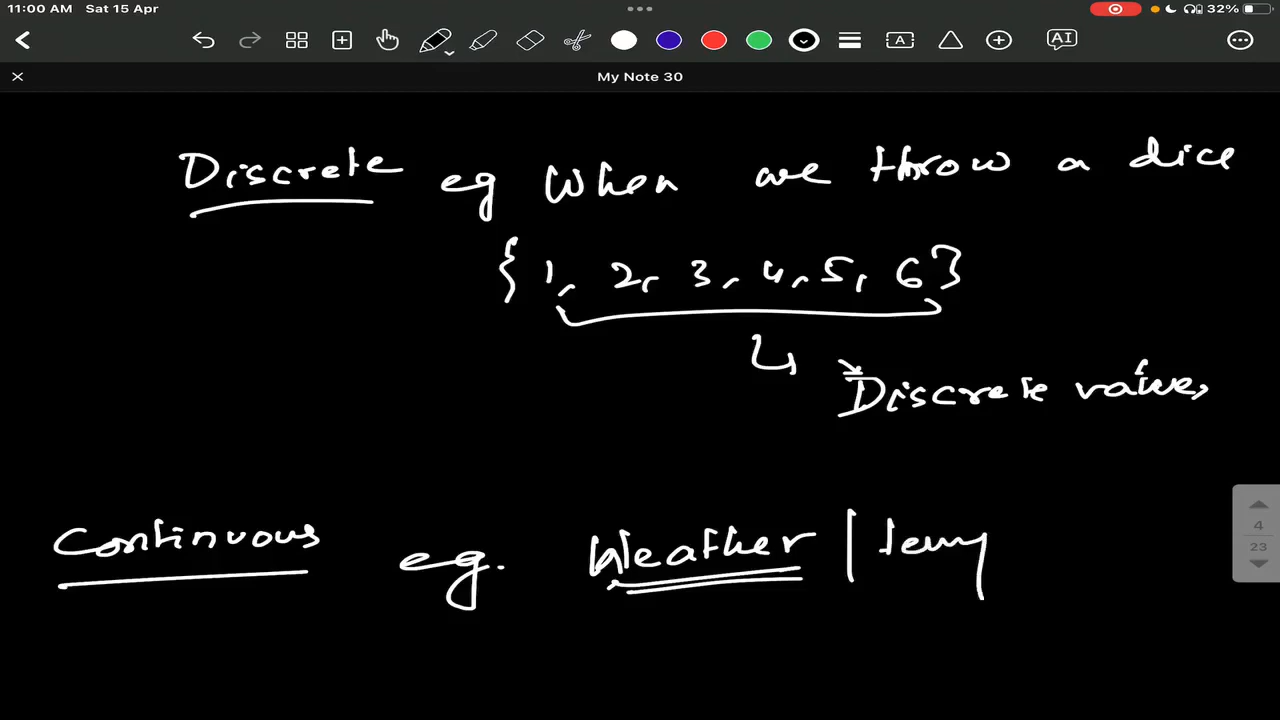 11:00 AM Sat 15 Apr
32%
A
AI
My Note 30
Discrete eg When we throw a dice
{1, 2, 3, 4, 5, 6}
Discrete values
4
23
Continuous eg. Weather | Temp